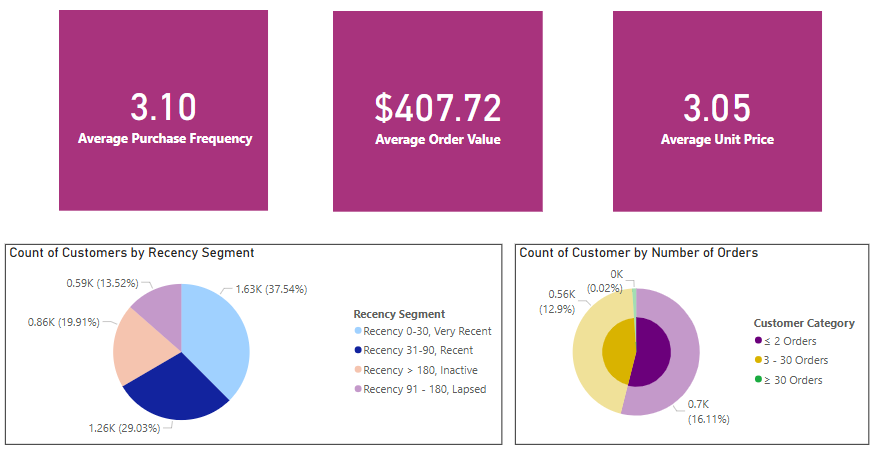 3.10
Average Purchase Frequency
$407.72
Average Order Value
3.05
Average Unit Price
Count of Customers by Recency Segment
0.59K (13.52%)
1.63K (37.54%)
0.86K (19.91%)
1.26K (29.03%)
Recency Segment
Recency 0-30, Very Recent
Recency 31-90, Recent
Recency > 180, Inactive
Recency 91 - 180, Lapsed
Count of Customer by Number of Orders
0K
(0.02%)
0.56K
(12.9%)
0.7K
(16.11%)
Customer Category
≤ 2 Orders
3 - 30 Orders
≥ 30 Orders